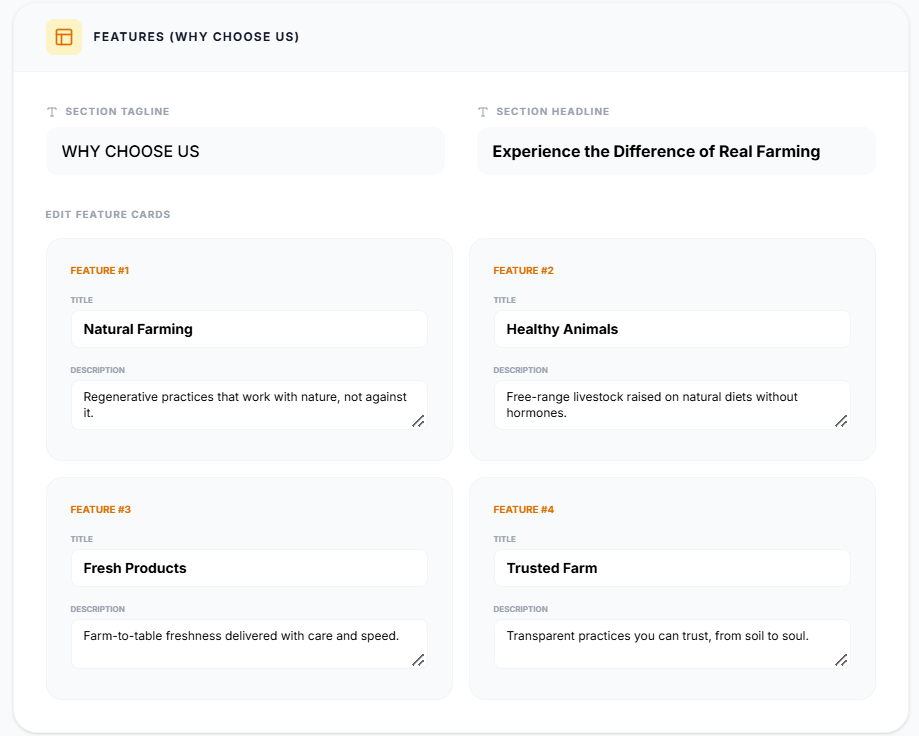 FEATURES (WHY CHOOSE US)
SECTION TAGLINE
WHY CHOOSE US
SECTION HEADLINE
Experience the Difference of Real Farming
EDIT FEATURE CARDS
FEATURE #1
TITLE
Natural Farming
DESCRIPTION
Regenerative practices that work with nature, not against
it.
FEATURE #2
TITLE
Healthy Animals
DESCRIPTION
Free-range livestock raised on natural diets without
hormones.
FEATURE #3
TITLE
Fresh Products
DESCRIPTION
Farm-to-table freshness delivered with care and speed.
FEATURE #4
TITLE
Trusted Farm
DESCRIPTION
Transparent practices you can trust, from soil to soul.